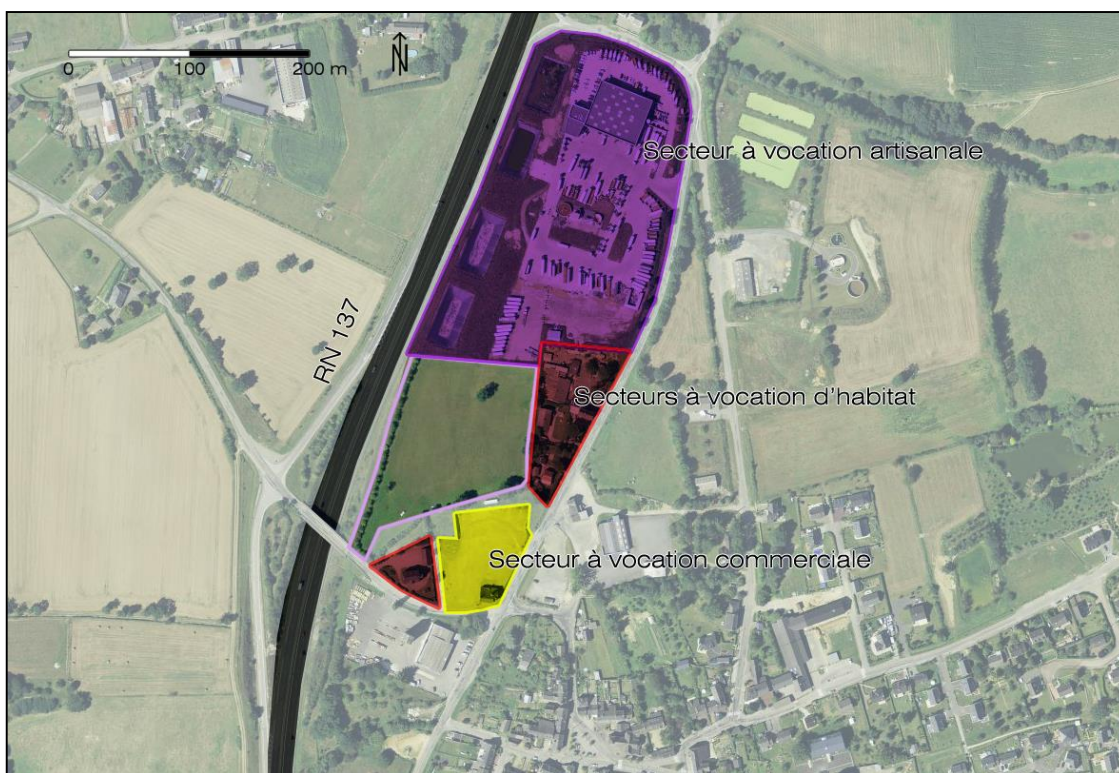 0 100 200 m
N
Secteur à vocation artisanale
RN 137
Secteurs à vocation d'habitat
Secteur à vocation commerciale